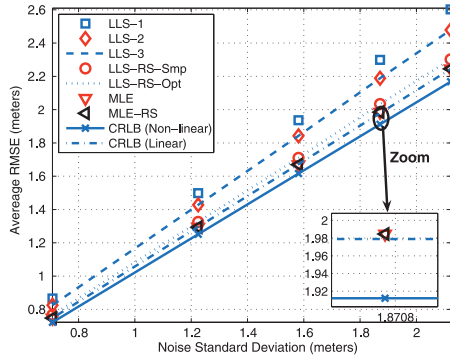 2.6
2.4
2.2
2
1.8
1.6
1.4
1.2
1
0.8
Avereage RMSE (meters)
LLS–1
LLS–2
LLS–3
LLS–RS–Smp
LLS–RS–Opt
MLE
MLE–RS
CRLB (Non–linear)
CRLB (Linear)
Zoom
2
1.98
1.96
1.94
1.92
1.8708
0.8
1
1.2
1.4
1.6
1.8
2
Noise Standard Deviation (meters)